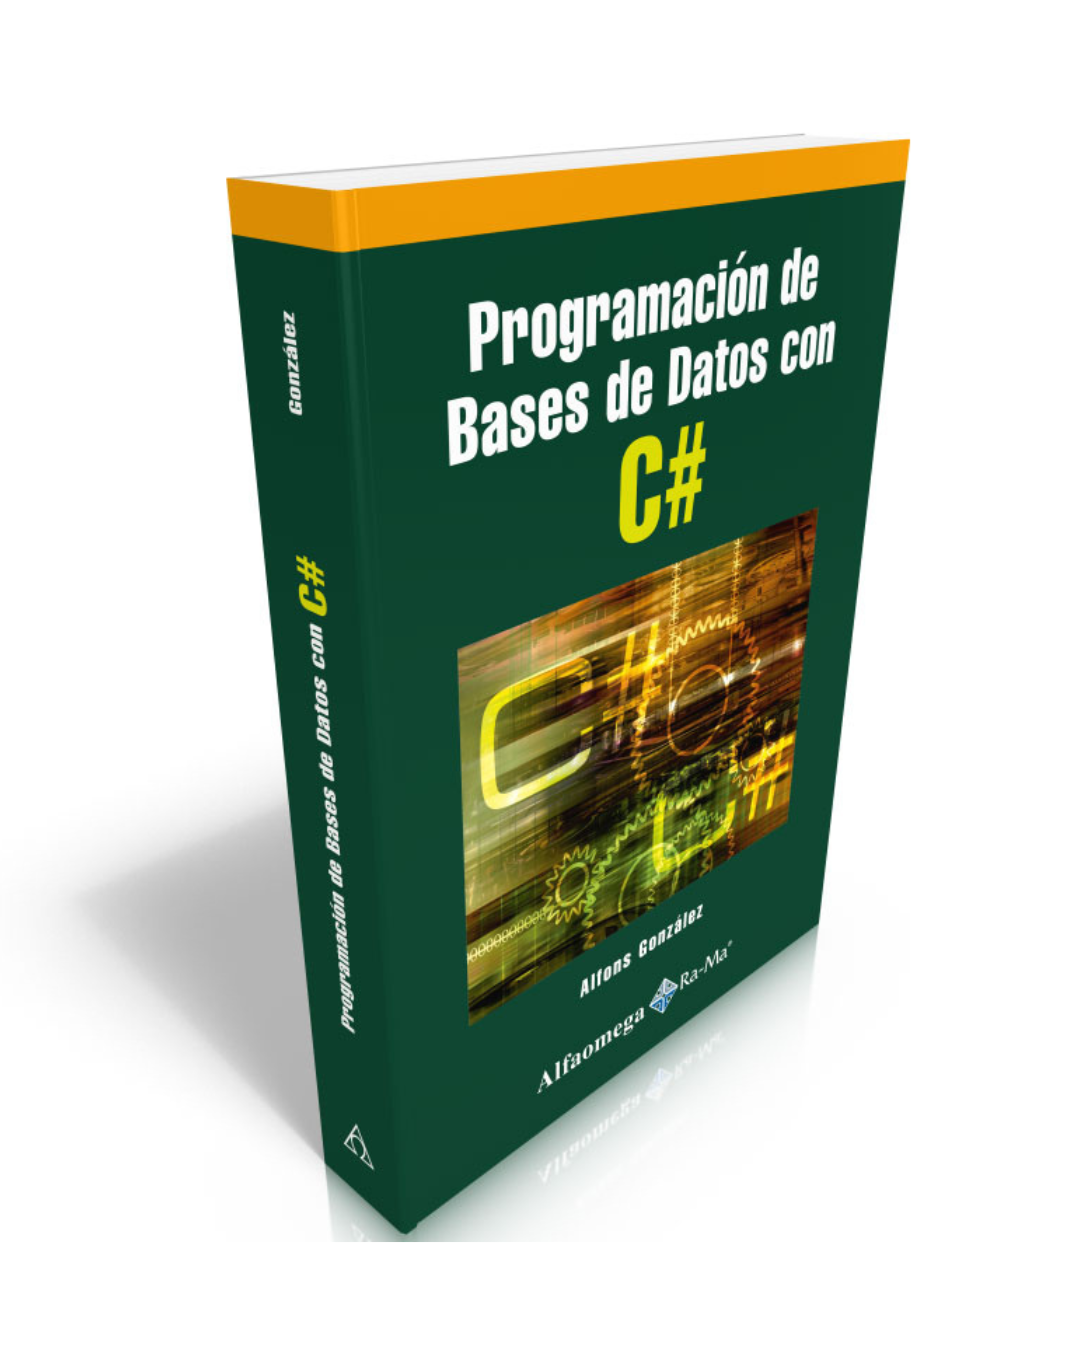 Programación de
Bases de Datos con
C#
C#
C#
Alfons González
Alfaomega Ra-Ma®
González
Programación de Bases de Datos con C#